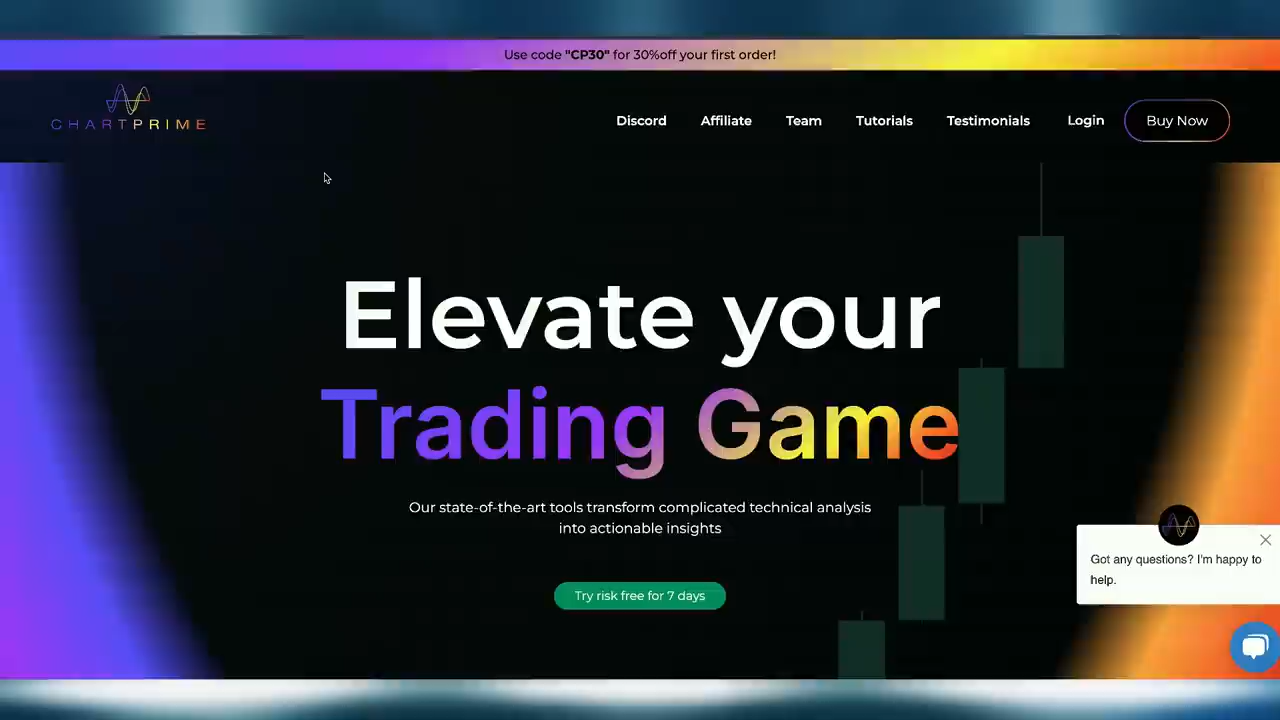 Use code "CP30" for 30%off your first order!
CHARTPRIME
Discord Affiliate Team Tutorials Testimonials Login Buy Now
Elevate your
Trading Game
Our state-of-the-art tools transform complicated technical analysis
into actionable insights
Got any questions? I'm happy to
help.
Try risk free for 7 days